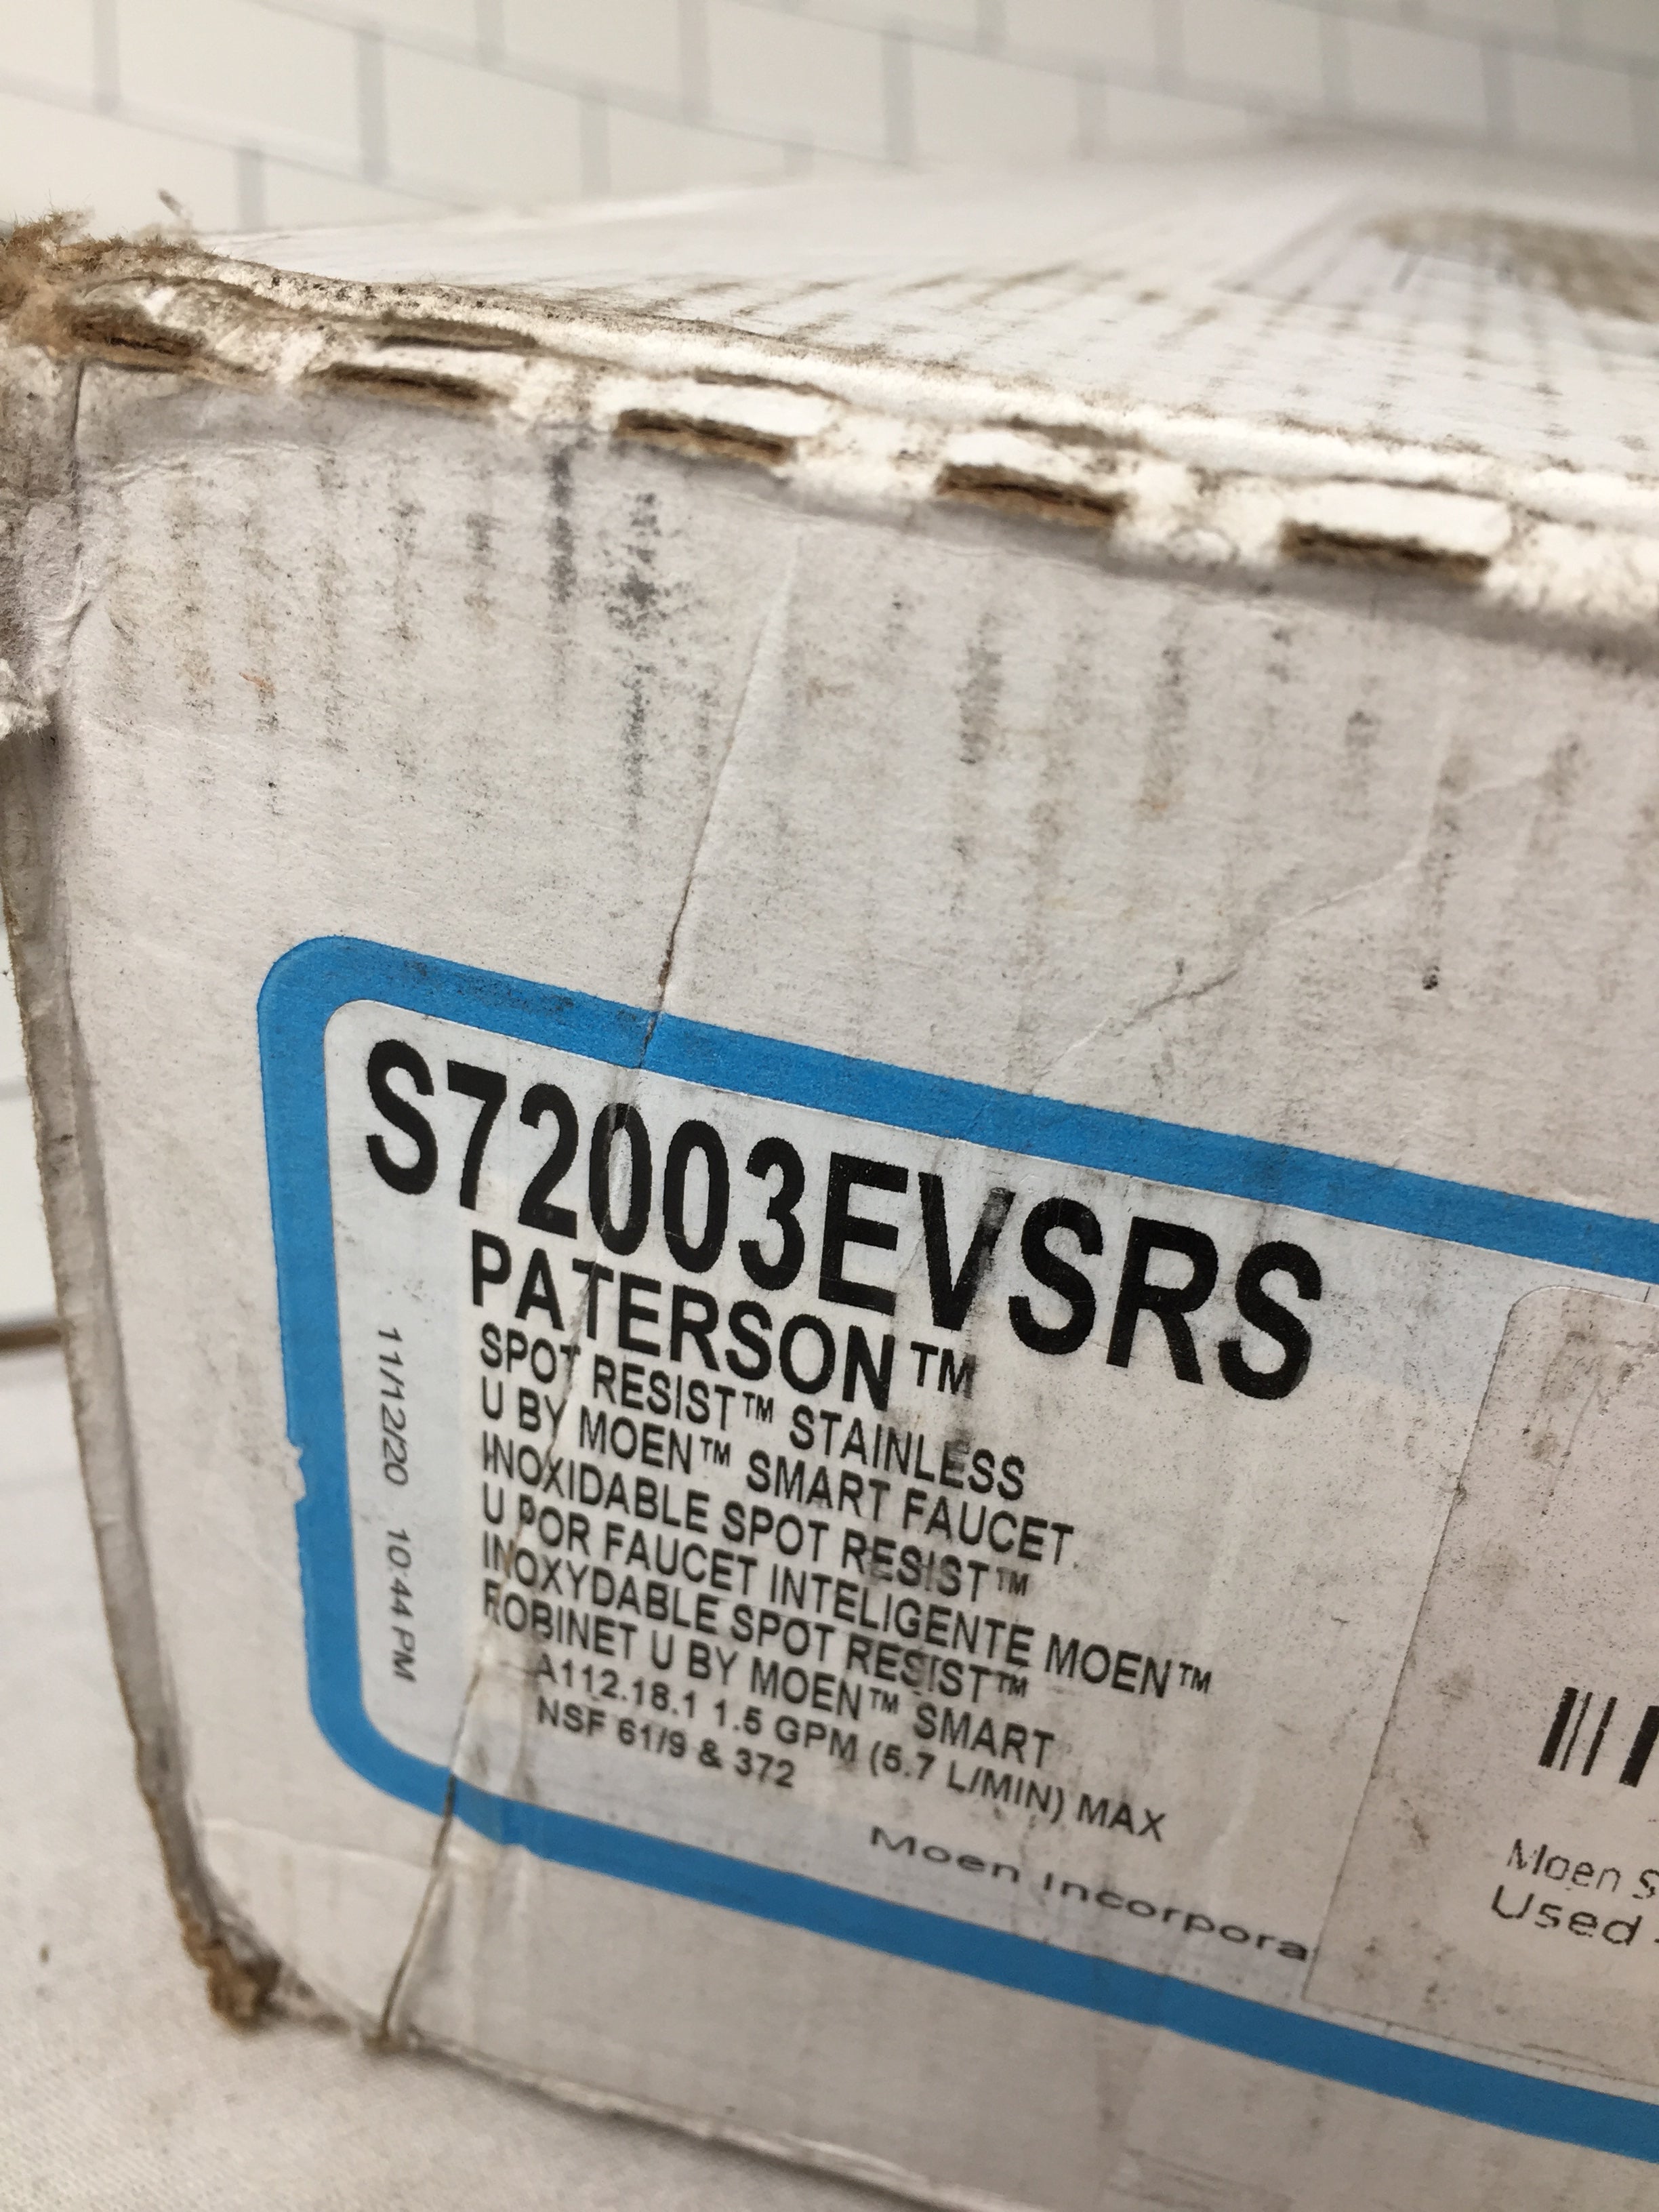 S72003EVSRS
PATERSON™
SPOT RESIST™ STAINLESS
U BY MOEN™ SMART FAUCET
INOXIDABLE SPOT RESIST™
U POR FAUCET INTELIGENTE MOEN™
INOXYDABLE SPOT RESIST™
ROBINET U BY MOEN™ SMART
A112.18.1 1.5 GPM (5.7 L/MIN) MAX
NSF 61/9 & 372
11/12/20 10:44 PM
Moen Incorpora
Moen S
Used